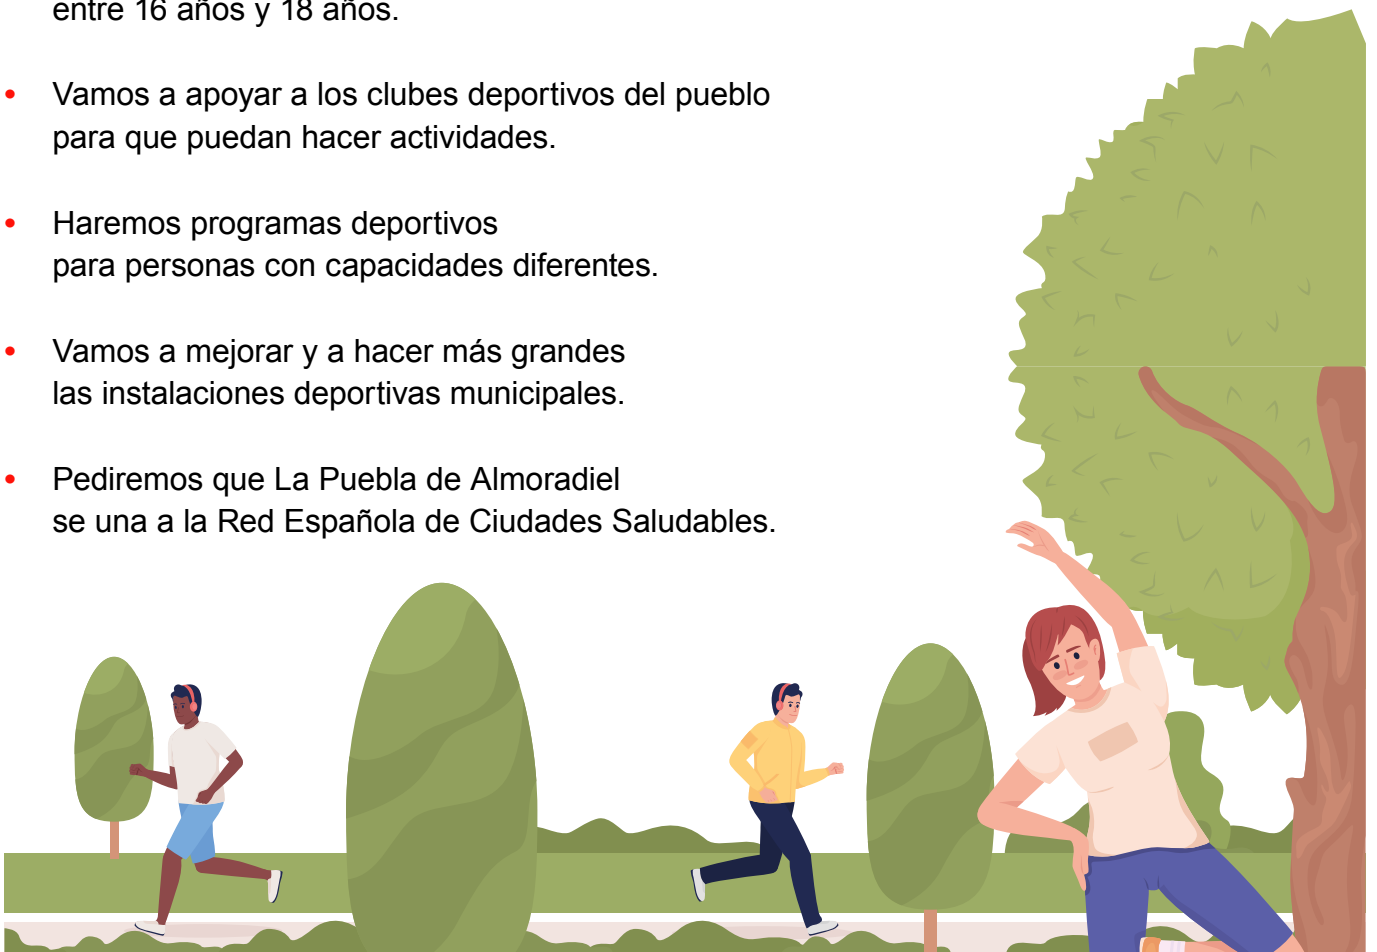 entre 16 años y 18 años.
• Vamos a apoyar a los clubes deportivos del pueblo
para que puedan hacer actividades.
• Haremos programas deportivos
para personas con capacidades diferentes.
• Vamos a mejorar y a hacer más grandes
las instalaciones deportivas municipales.
• Pediremos que La Puebla de Almoradiel
se una a la Red Española de Ciudades Saludables.